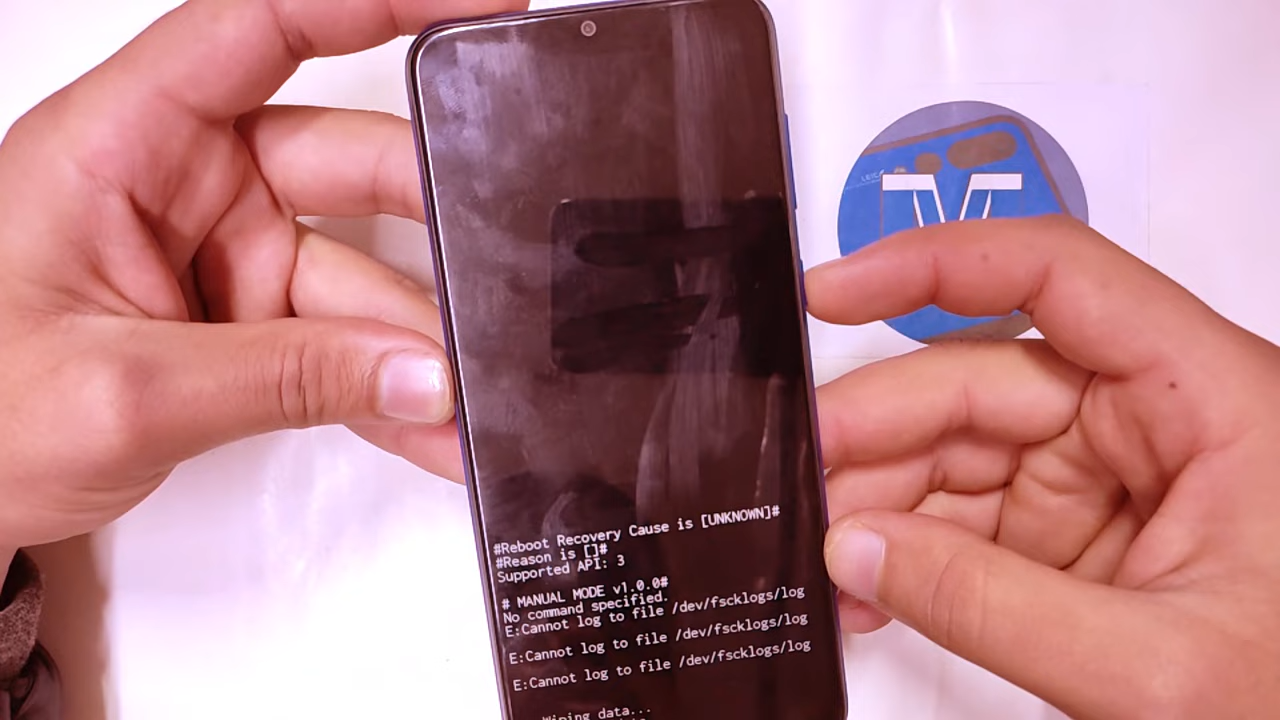 #Reboot Recovery Cause is [UNKNOWN]#
#Reason is []#
Supported API: 3
# MANUAL MODE v1.0.0#
No command specified.
E:Cannot log to file /dev/fscklogs/log
E:Cannot log to file /dev/fscklogs/log
E:Cannot log to file /dev/fscklogs/log
Wiping data...